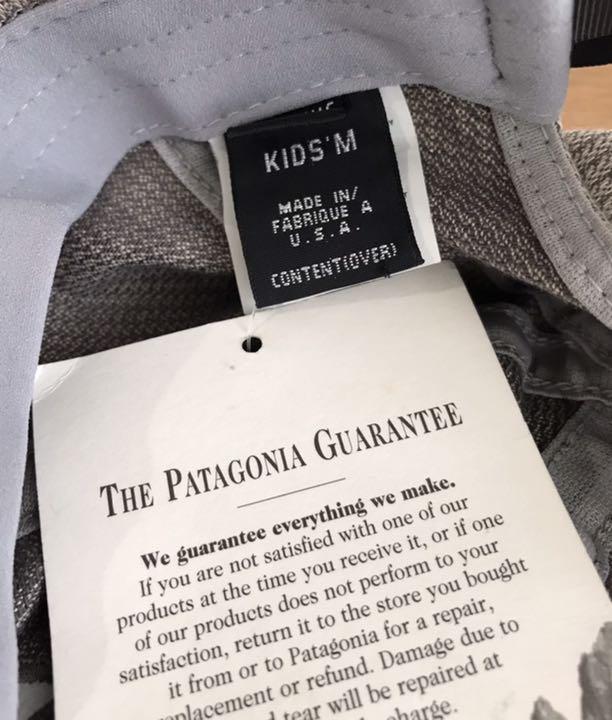 KIDS'M
MADE IN/
FABRIQUE A
U.S.A.
CONTENT(OVER)
THE PATAGONIA GUARANTEE
We guarantee everything we make.
If you are not satisfied with one of our
products at the time you receive it, or if one
of our products does not perform to your
satisfaction, return it to the store you bought
it from or to Patagonia for a repair,
replacement or refund. Damage due to
tear will be repaired at
charge.